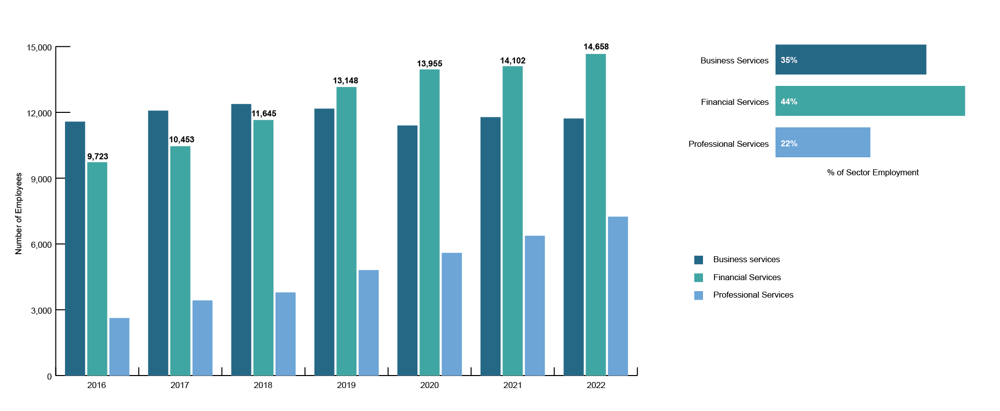 Number of Employees
15,000
12,000
9,000
6,000
3,000
0
9,723
10,453
11,645
13,148
13,955
14,102
14,658
2016
2017
2018
2019
2020
2021
2022
Business Services 35%
Financial Services 44%
Professional Services 22%
% of Sector Employment
Business services
Financial Services
Professional Services